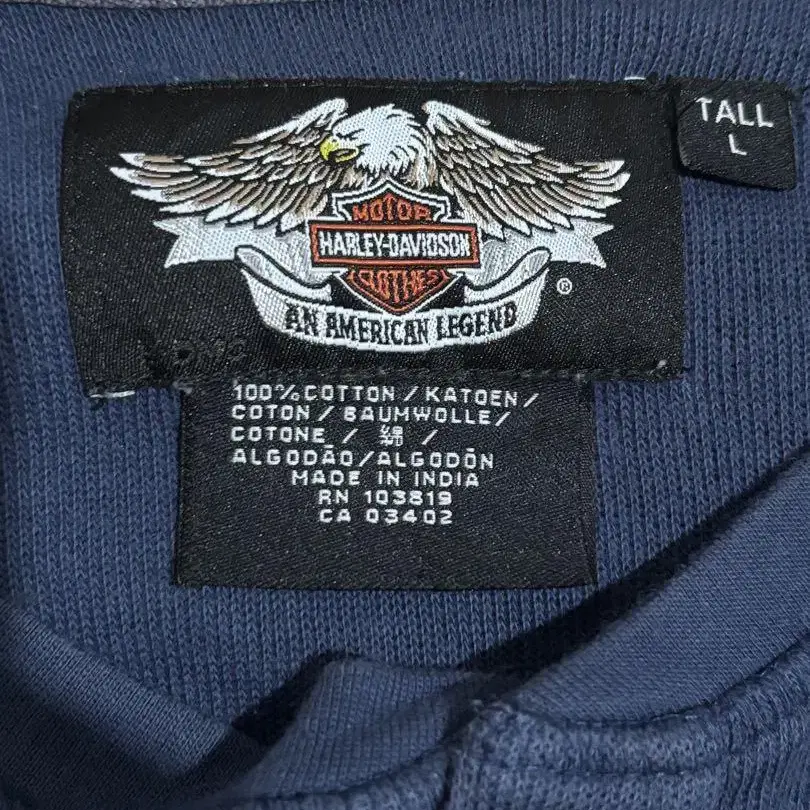 TALL
L
MOTOR
HARLEY-DAVIDSON
CLOTHES
®
AN AMERICAN LEGEND
100% COTTON / KATOEN /
COTON / BAUMWOLLE /
COTONE / /
ALGODÃO / ALGODÓN
MADE IN INDIA
RN 103819
CA 03402